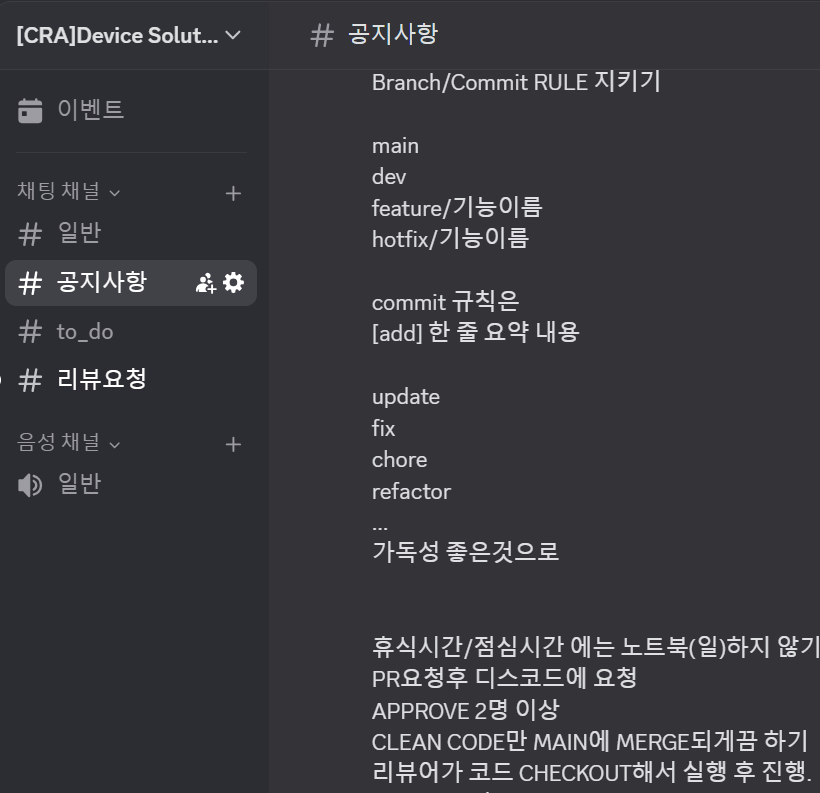 [CRA]Device Solut...
이벤트
채팅 채널
일반
공지사항
to_do
리뷰요청
음성 채널
일반
공지사항
Branch/Commit RULE 지키기
main
dev
feature/기능이름
hotfix/기능이름
commit 규칙은
[add] 한 줄 요약 내용
update
fix
chore
refactor
...
가독성 좋은것으로
휴식시간/점심시간 에는 노트북(일)하지 않기
PR요청후 디스코드에 요청
APPROVE 2명 이상
CLEAN CODE만 MAIN에 MERGE되게끔 하기
리뷰어가 코드 CHECKOUT해서 실행 후 진행.